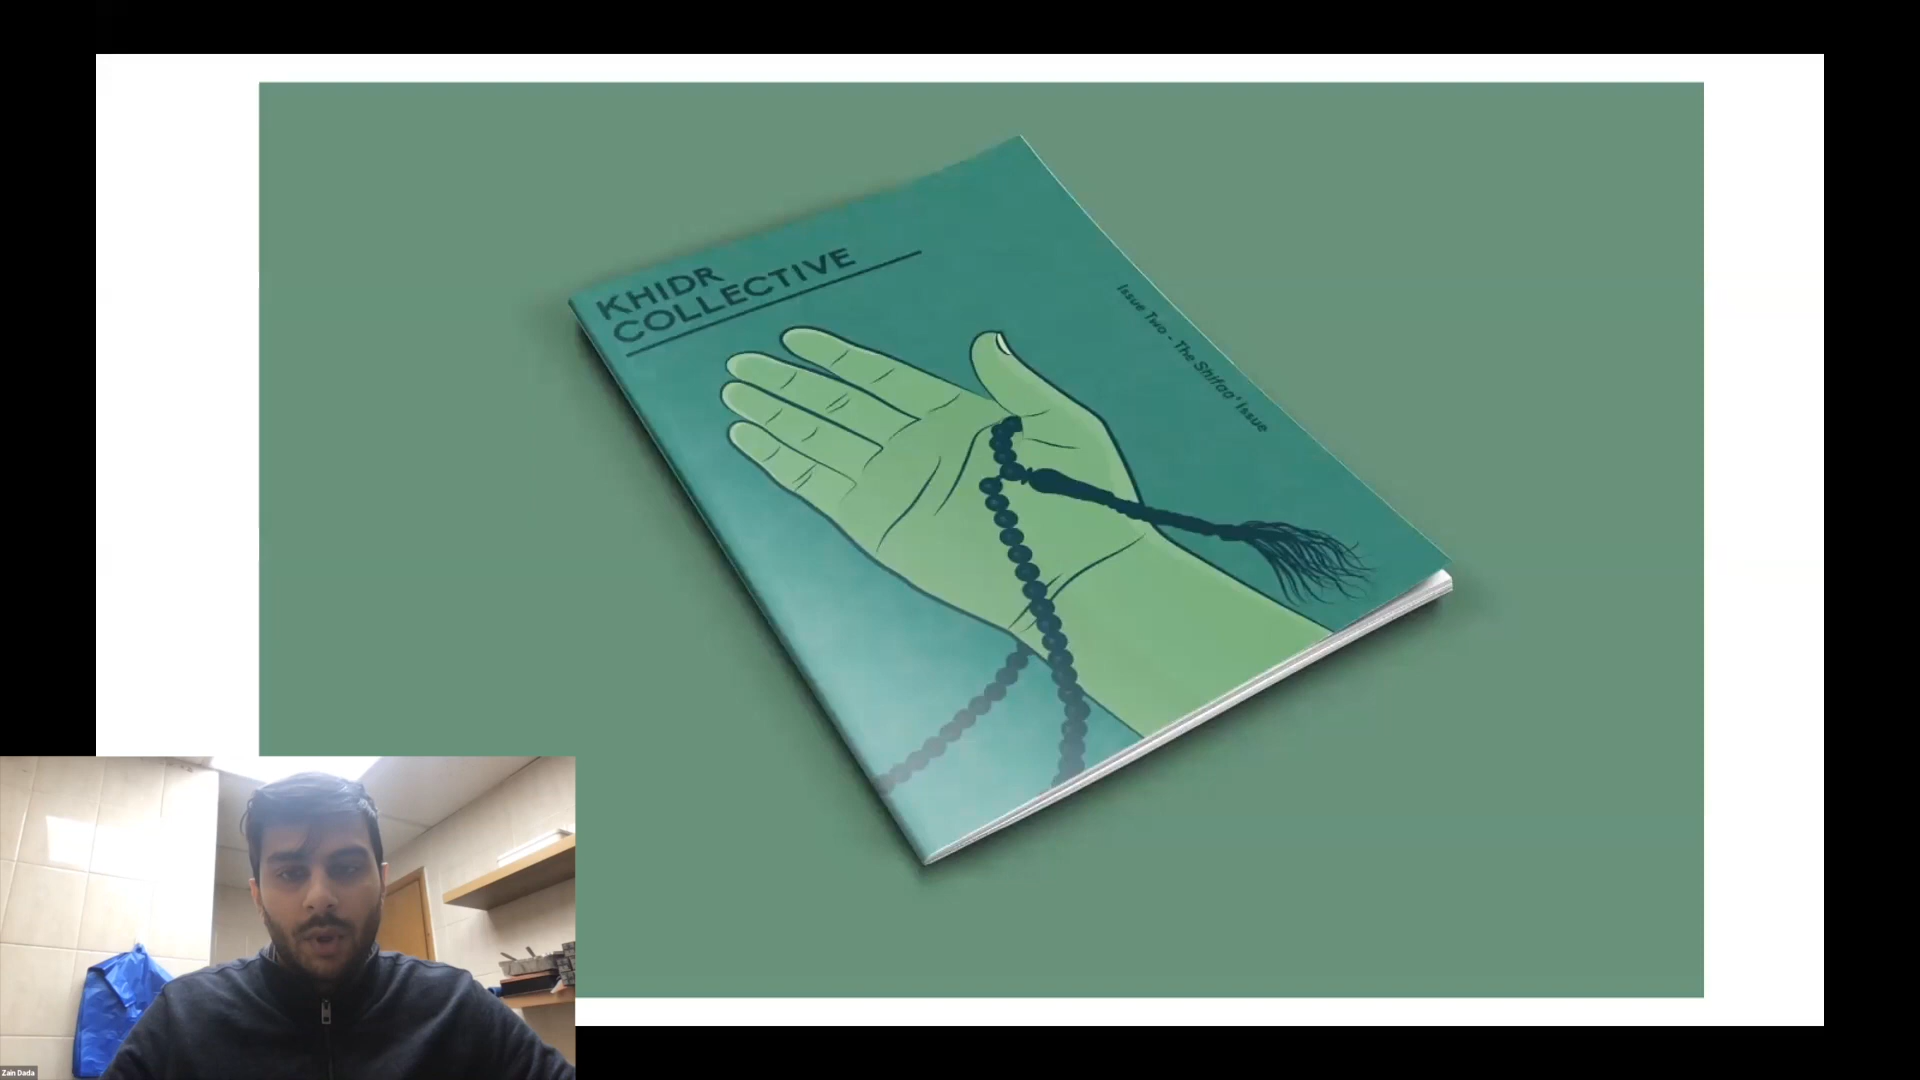 KHIDR
COLLECTIVE
Issue Two - The Shifaa' Issue
Zain Dada